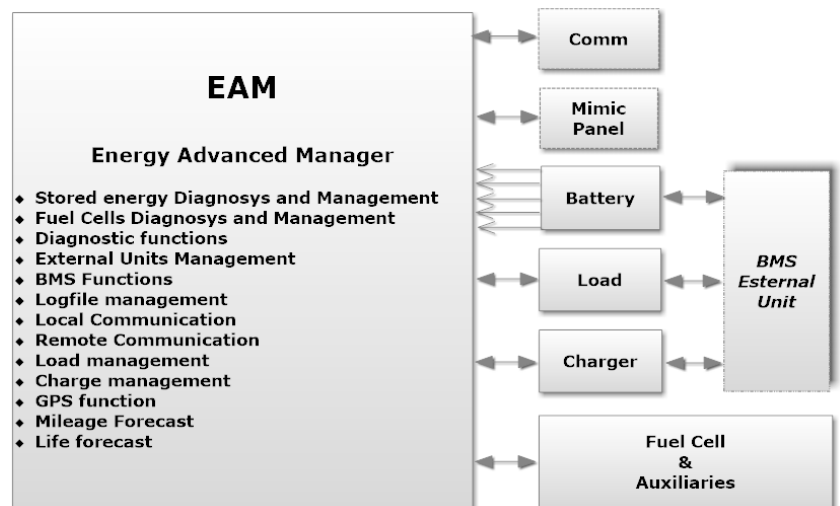 EAM
Energy Advanced Manager
◆ Stored energy Diagnosys and Management
◆ Fuel Cells Diagnosys and Management
◆ Diagnostic functions
◆ External Units Management
◆ BMS Functions
◆ Logfile management
◆ Local Communication
◆ Remote Communication
◆ Load management
◆ Charge management
◆ GPS function
◆ Mileage Forecast
◆ Life forecast
Comm
Mimic
Panel
Battery
Load
Charger
BMS
Esternal
Unit
Fuel Cell
&
Auxiliaries